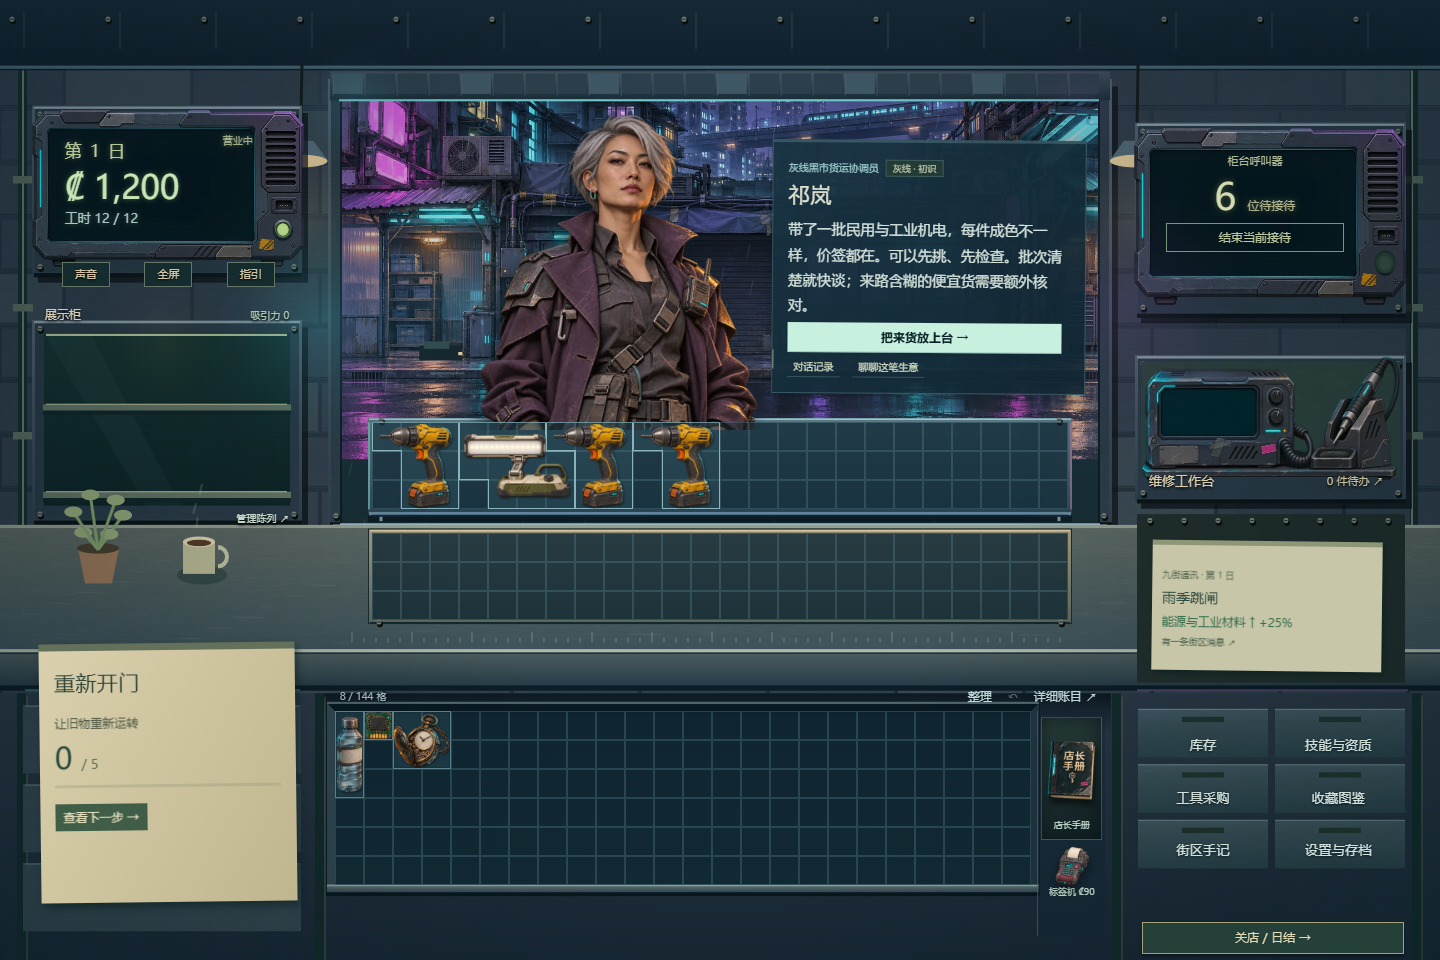 第 1 日
营业中
₡ 1,200
工时 12 / 12
声音
全屏
指引
展示柜
吸引力 0
管理陈列 ↗
灰线黑市货运协调员
灰线 · 初识
祁岚
带了一批民用与工业机电，每件成色不一
样，价签都在。可以先挑、先检查。批次清
楚就快谈；来路含糊的便宜货需要额外核
对。
把来货放上台 →
对话记录
聊聊这笔生意
柜台呼叫器
6 位待接待
结束当前接待
维修工作台
0 件待办 ↗
九街通讯 · 第 1 日
雨季跳闸
能源与工业材料 ↑ +25%
有一条街区消息 ↗
重新开门
让旧物重新运转
0 / 5
查看下一步 →
8 / 144 格
整理
详细账目 ↗
店长
手册
店长手册
标签机 ₡90
库存
技能与资质
工具采购
收藏图鉴
街区手记
设置与存档
关店 / 日结 →